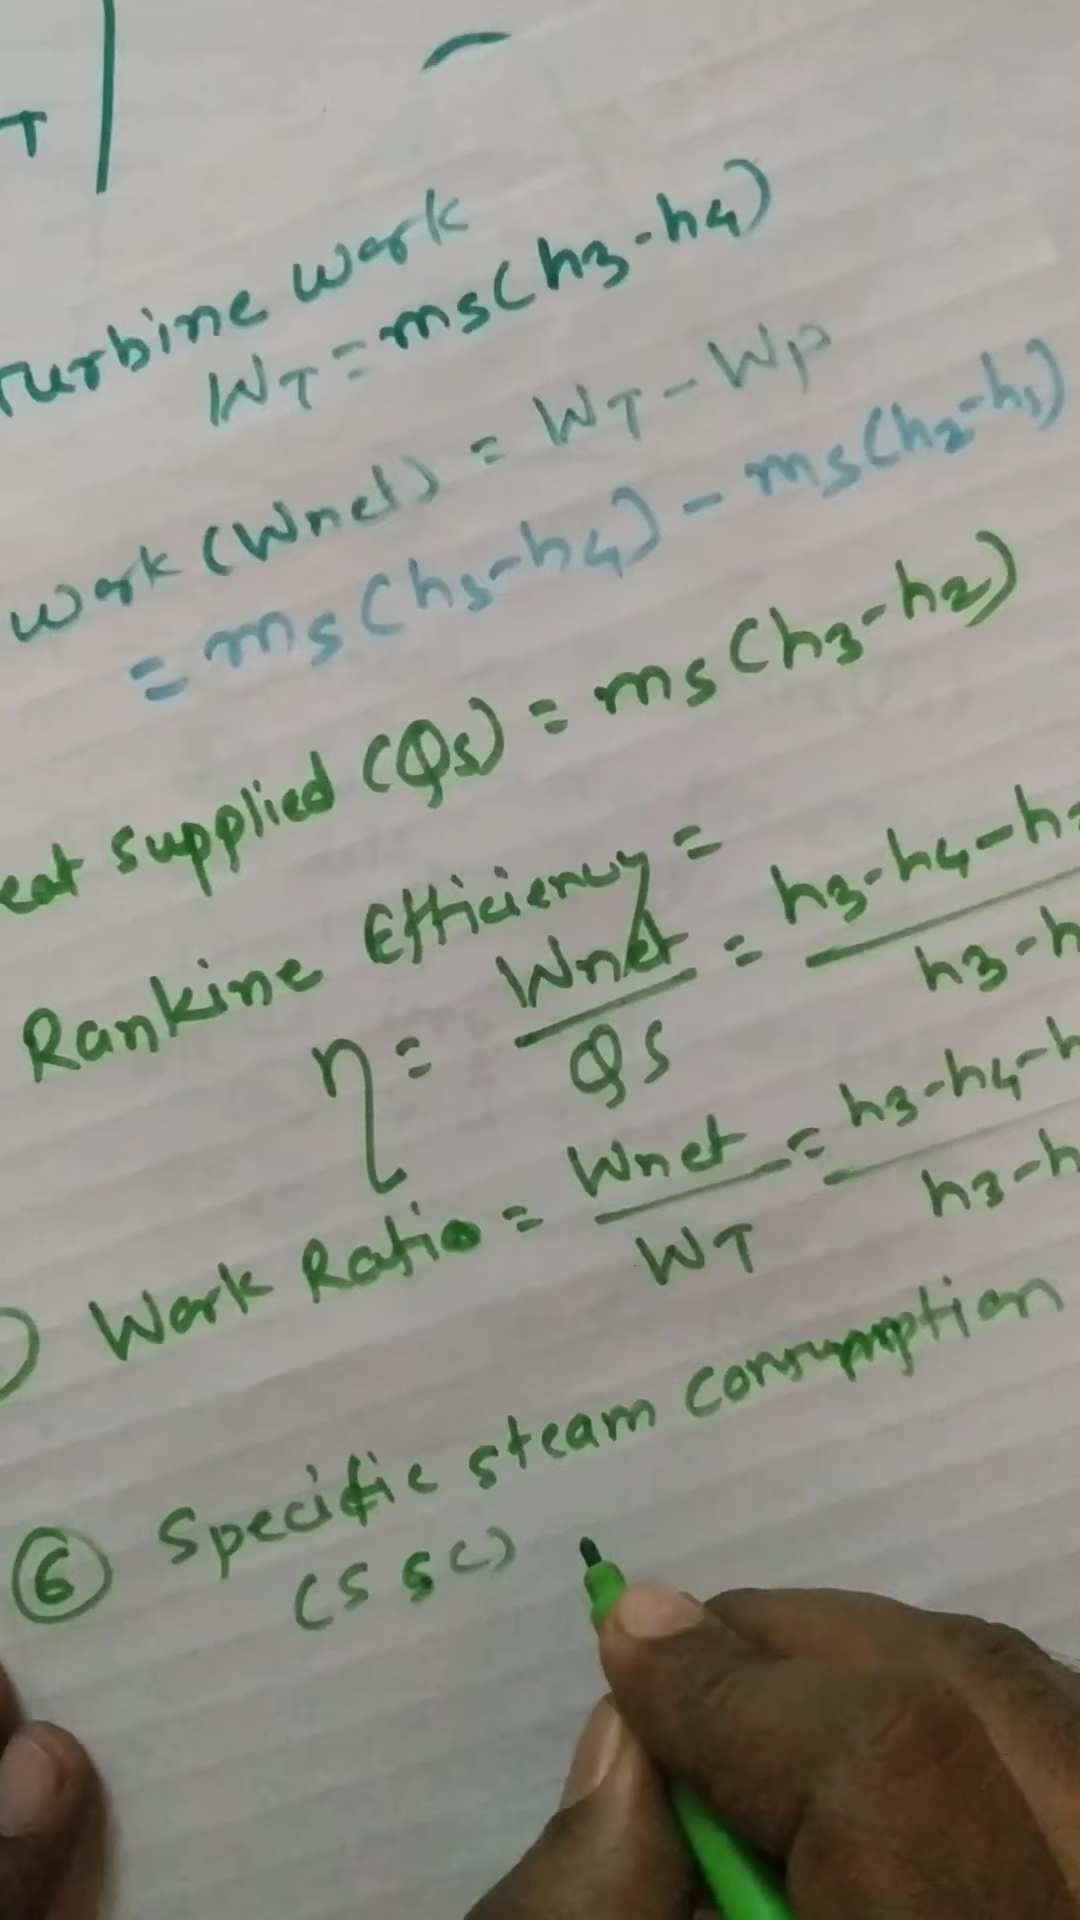 T
Turbine work
WT = ms(h3-h4)
work (Wnet) = WT - WP
= ms(h3-h4) - ms(h2-h1)
eat supplied (Qs) = ms(h3-h2)
Rankine Efficiency =
η = Wnet/Qs = h3-h4-h/h3-h
) Work Ratio = Wnet/WT = h3-h4-h/h3-h
6 Specific steam consumption
(SSC)